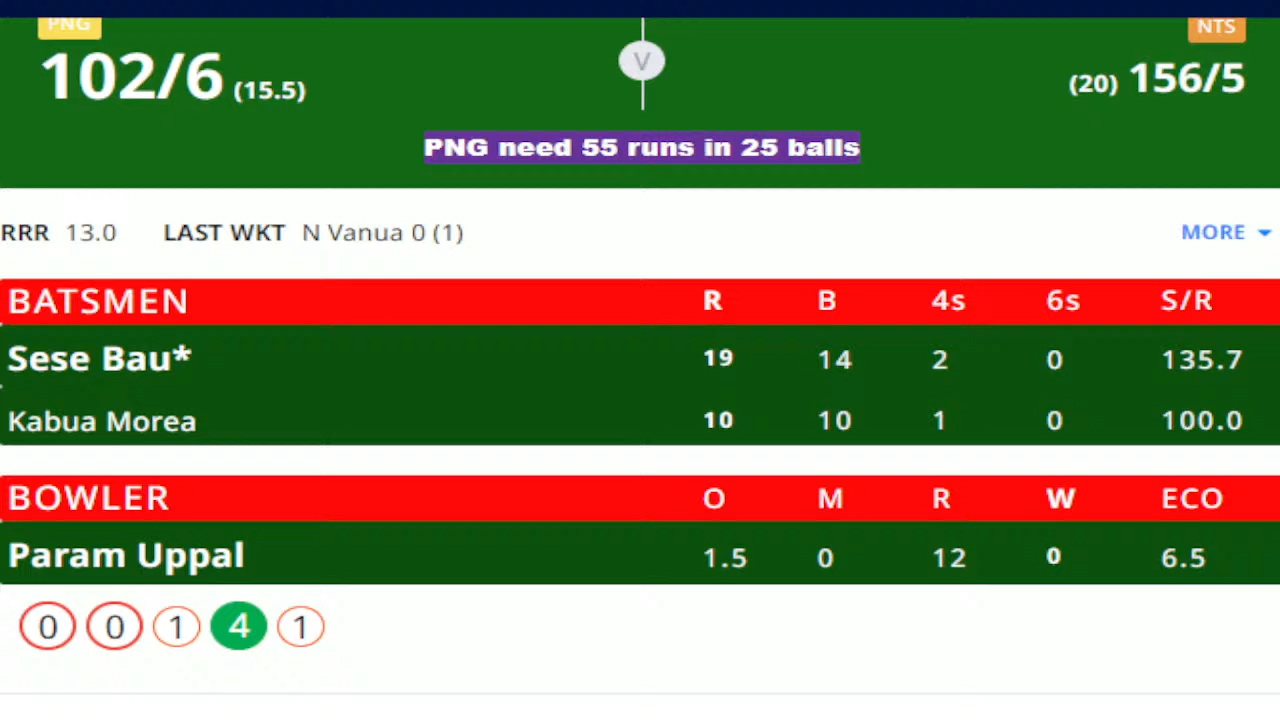 PNG NTS
102/6 (15.5) V (20) 156/5
PNG need 55 runs in 25 balls
RRR 13.0 LAST WKT N Vanua 0 (1) MORE
BATSMEN R B 4s 6s S/R
Sese Bau* 19 14 2 0 135.7
Kabua Morea 10 10 1 0 100.0
BOWLER O M R W ECO
Param Uppal 1.5 0 12 0 6.5
0 0 1 4 1